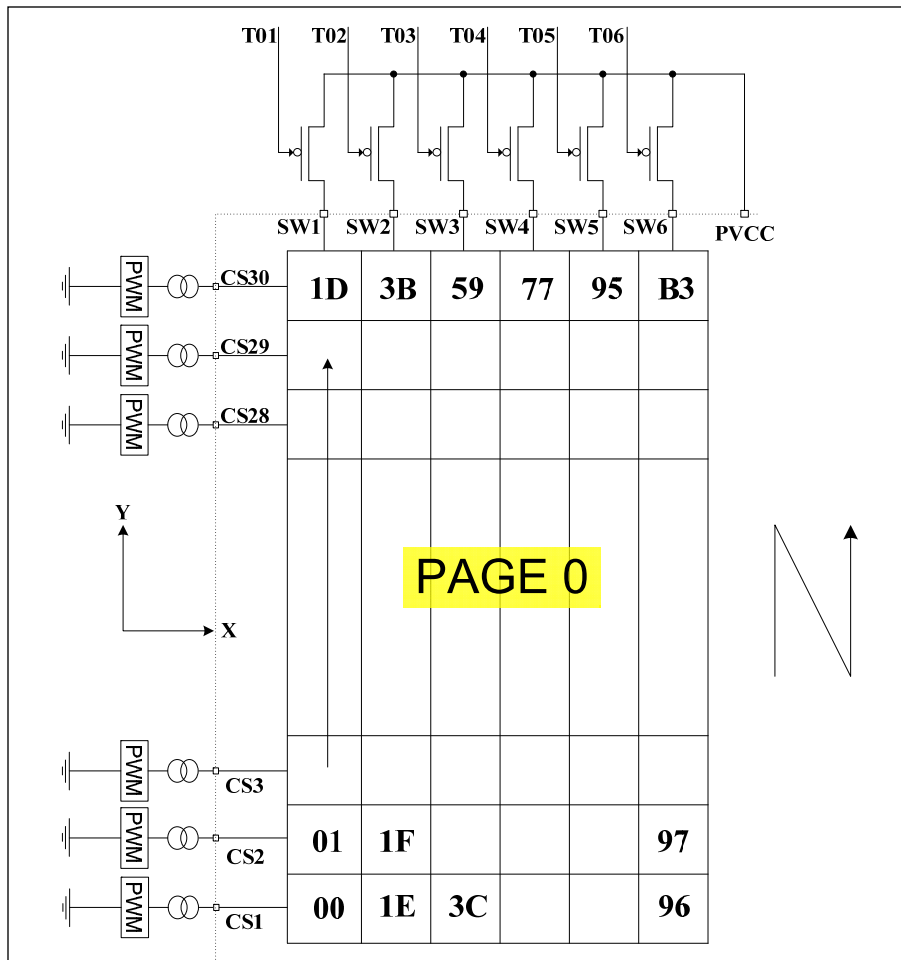 T01 T02 T03 T04 T05 T06
SW1 SW2 SW3 SW4 SW5 SW6 PVCC
PWM CS30 1D 3B 59 77 95 B3
PWM CS29
PWM CS28
Y
PAGE 0
X
PWM CS3
PWM CS2 01 1F 97
PWM CS1 00 1E 3C 96